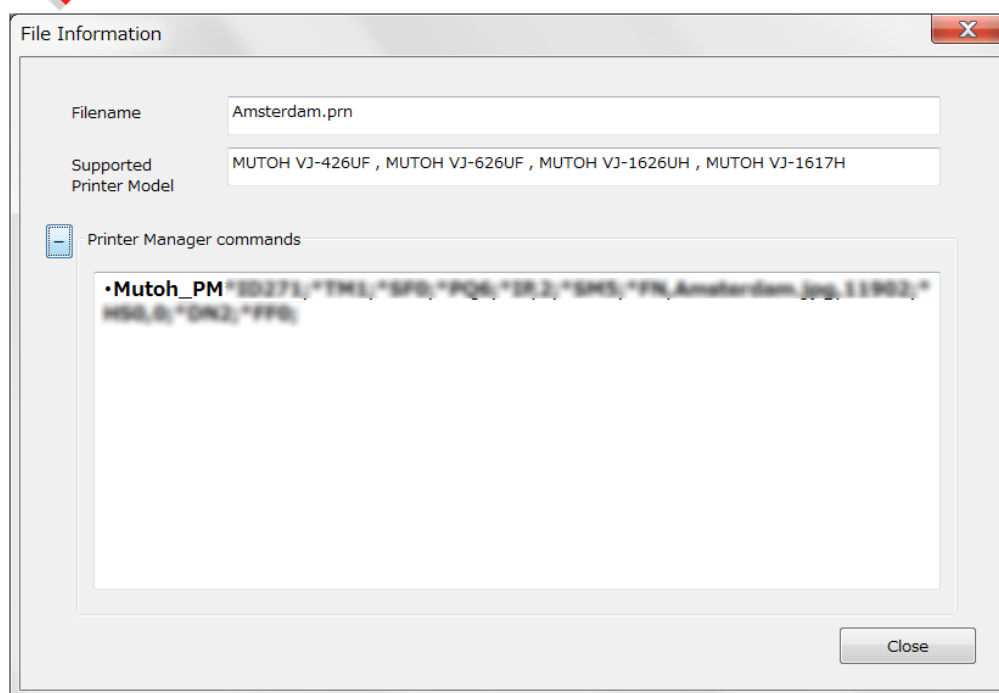 File Information
Filename
Amsterdam.prn
Supported
Printer Model
MUTOH VJ-426UF , MUTOH VJ-626UF , MUTOH VJ-1626UH , MUTOH VJ-1617H
Printer Manager commands
・Mutoh_PM
Close